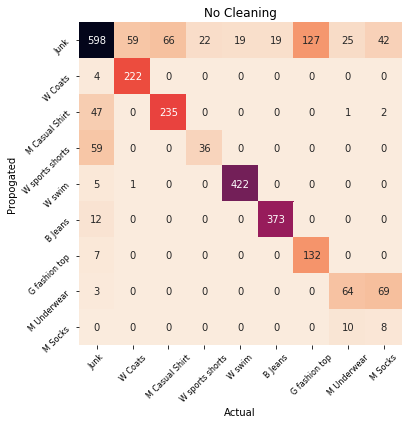 No Cleaning
Propogated
Junk 598 59 66 22 19 19 127 25 42
W Coats 4 222 0 0 0 0 0 0 0
M Casual Shirt 47 0 235 0 0 0 0 1 2
W sports shorts 59 0 0 36 0 0 0 0 0
W swim 5 1 0 0 422 0 0 0 0
B Jeans 12 0 0 0 0 373 0 0 0
G fashion top 7 0 0 0 0 0 132 0 0
M Underwear 3 0 0 0 0 0 0 64 69
M Socks 0 0 0 0 0 0 0 10 8
Junk W Coats M Casual Shirt W sports shorts W swim B Jeans G fashion top M Underwear M Socks
Actual